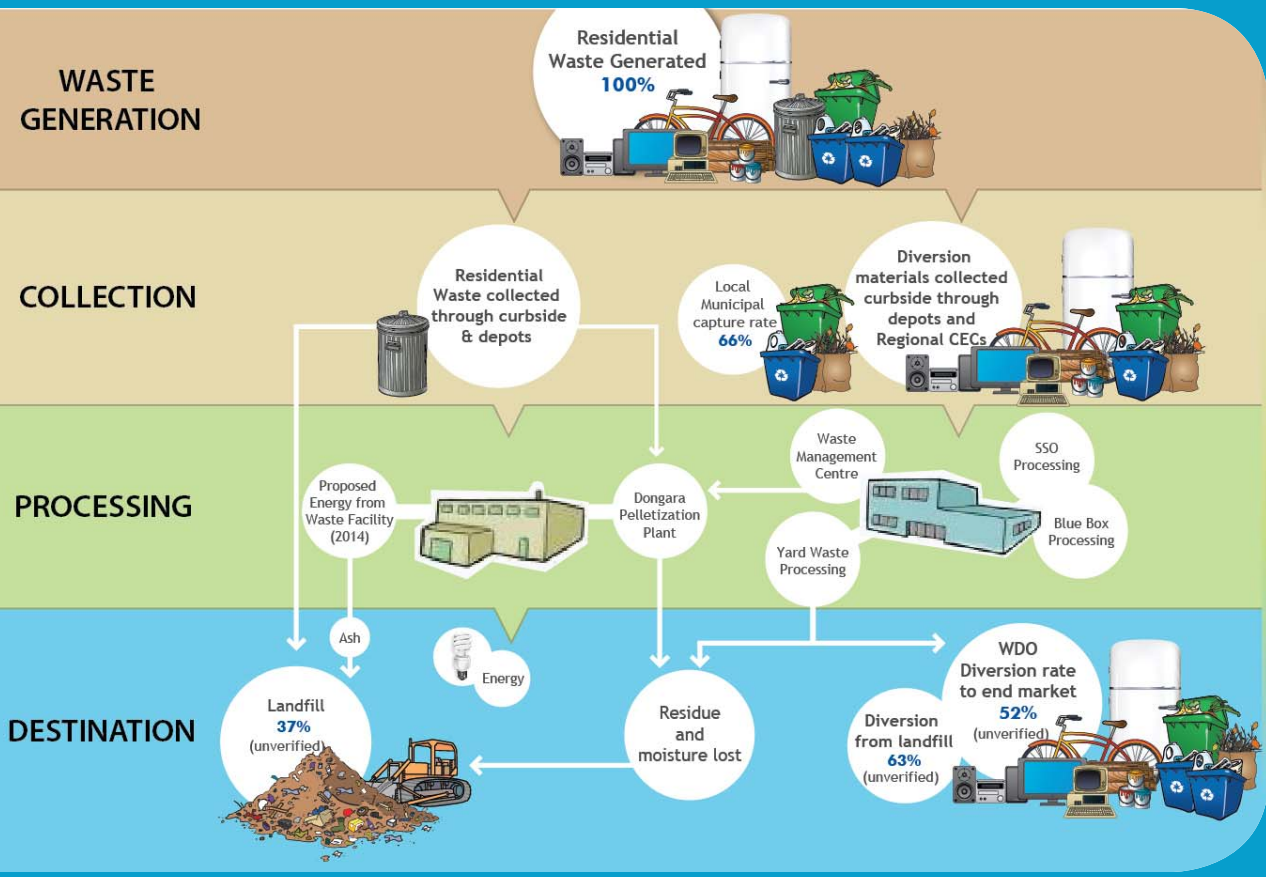 WASTE
GENERATION
Residential
Waste Generated
100%
COLLECTION
Residential
Waste collected
through curbside
& depots
Local
Municipal
capture rate
66%
Diversion
materials collected
curbside through
depots and
Regional CECs
PROCESSING
Proposed
Energy from
Waste Facility
(2014)
Dongara
Pelletization
Plant
Waste
Management
Centre
Yard Waste
Processing
SSO
Processing
Blue Box
Processing
DESTINATION
Ash
Energy
Landfill
37%
(unverified)
Residue
and
moisture lost
Diversion
from landfill
63%
(unverified)
WDO
Diversion rate
to end market
52%
(unverified)